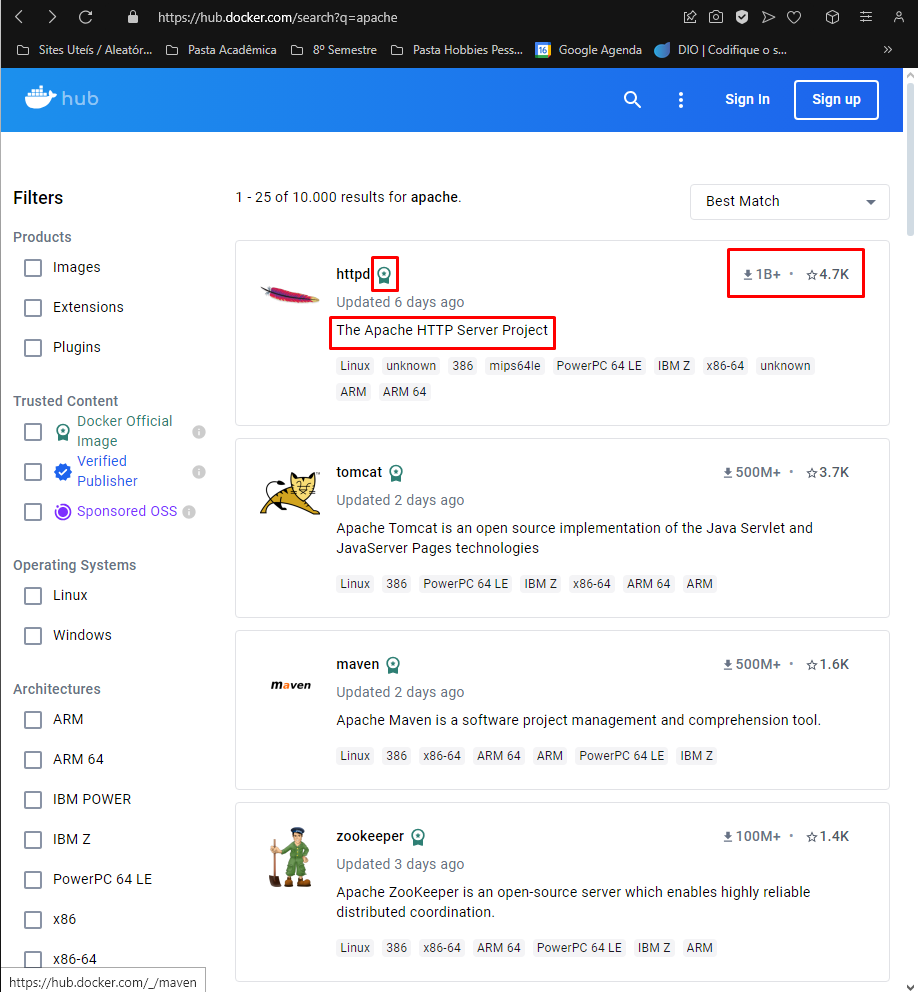 https://hub.docker.com/search?q=apache
Sites Uteís / Aleatór...
Pasta Acadêmica
8º Semestre
Pasta Hobbies Pess...
16
Google Agenda
DIO | Codifique o s...
»
hub
Sign In
Sign up
Filters
Products
Images
Extensions
Plugins
Trusted Content
Docker Official
Image
Verified
Publisher
Sponsored OSS
Operating Systems
Linux
Windows
Architectures
ARM
ARM 64
IBM POWER
IBM Z
PowerPC 64 LE
x86
x86-64
1 - 25 of 10.000 results for apache.
Best Match
httpd
1B+ • 4.7K
Updated 6 days ago
The Apache HTTP Server Project
Linux unknown 386 mips64le PowerPC 64 LE IBM Z x86-64 unknown
ARM ARM 64
tomcat
500M+ • 3.7K
Updated 2 days ago
Apache Tomcat is an open source implementation of the Java Servlet and
JavaServer Pages technologies
Linux 386 PowerPC 64 LE IBM Z x86-64 ARM 64 ARM
maven
maven
500M+ • 1.6K
Updated 2 days ago
Apache Maven is a software project management and comprehension tool.
Linux 386 x86-64 ARM 64 ARM PowerPC 64 LE IBM Z
zookeeper
100M+ • 1.4K
Updated 3 days ago
Apache ZooKeeper is an open-source server which enables highly reliable
distributed coordination.
Linux 386 x86-64 ARM 64 PowerPC 64 LE IBM Z ARM
https://hub.docker.com/_/maven